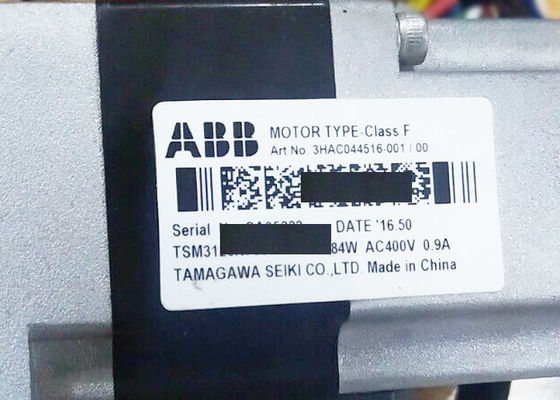 ABB MOTOR TYPE-Class F
Art No. 3HAC044516-001 / 00
Serial DATE '16.50
84W AC400V 0.9A
TAMAGAWA SEIKI CO.,LTD. Made in China